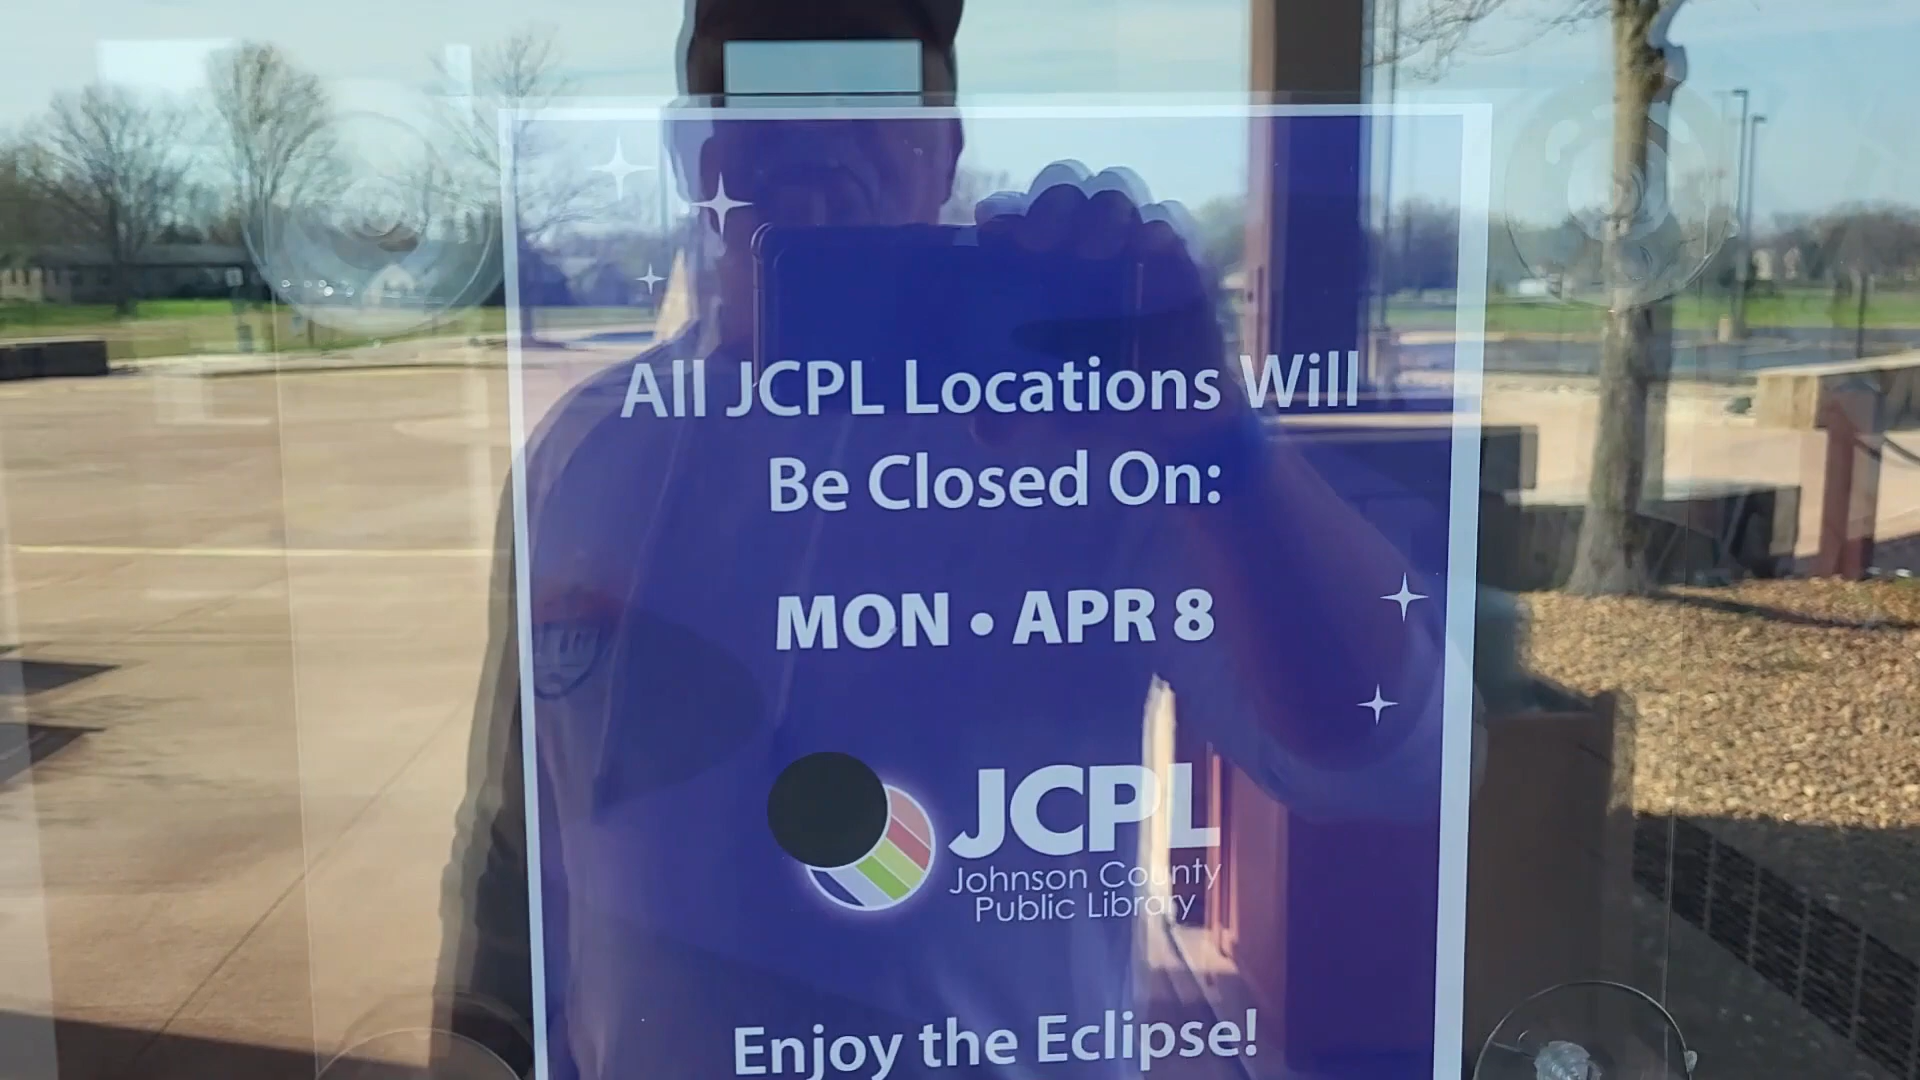 All JCPL Locations Will
Be Closed On:
MON • APR 8
JCPL
Johnson County
Public Library
Enjoy the Eclipse!